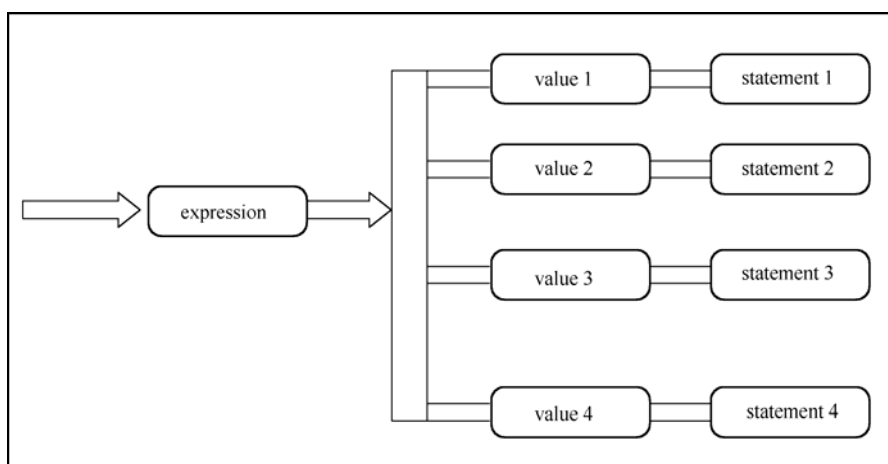 value 1
statement 1
value 2
statement 2
expression
value 3
statement 3
value 4
statement 4